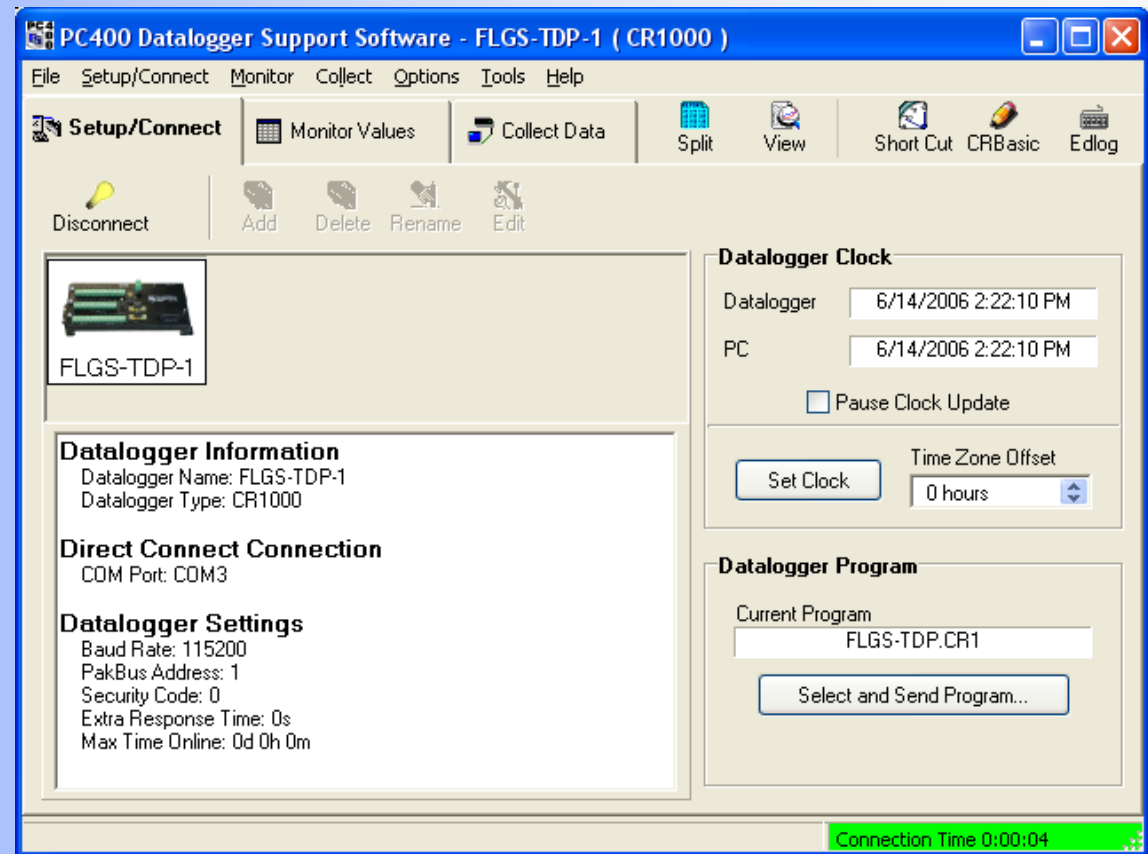 PC400 Datalogger Support Software - FLGS-TDP-1 ( CR1000 )
File Setup/Connect Monitor Collect Options Tools Help
Setup/Connect Monitor Values Collect Data Split View Short Cut CRBasic Edlog
Disconnect Add Delete Rename Edit
FLGS-TDP-1
Datalogger Information
Datalogger Name: FLGS-TDP-1
Datalogger Type: CR1000
Direct Connect Connection
COM Port: COM3
Datalogger Settings
Baud Rate: 115200
PakBus Address: 1
Security Code: 0
Extra Response Time: 0s
Max Time Online: 0d 0h 0m
Datalogger Clock
Datalogger 6/14/2006 2:22:10 PM
PC 6/14/2006 2:22:10 PM
Pause Clock Update
Set Clock
Time Zone Offset
0 hours
Datalogger Program
Current Program
FLGS-TDP.CR1
Select and Send Program...
Connection Time 0:00:04